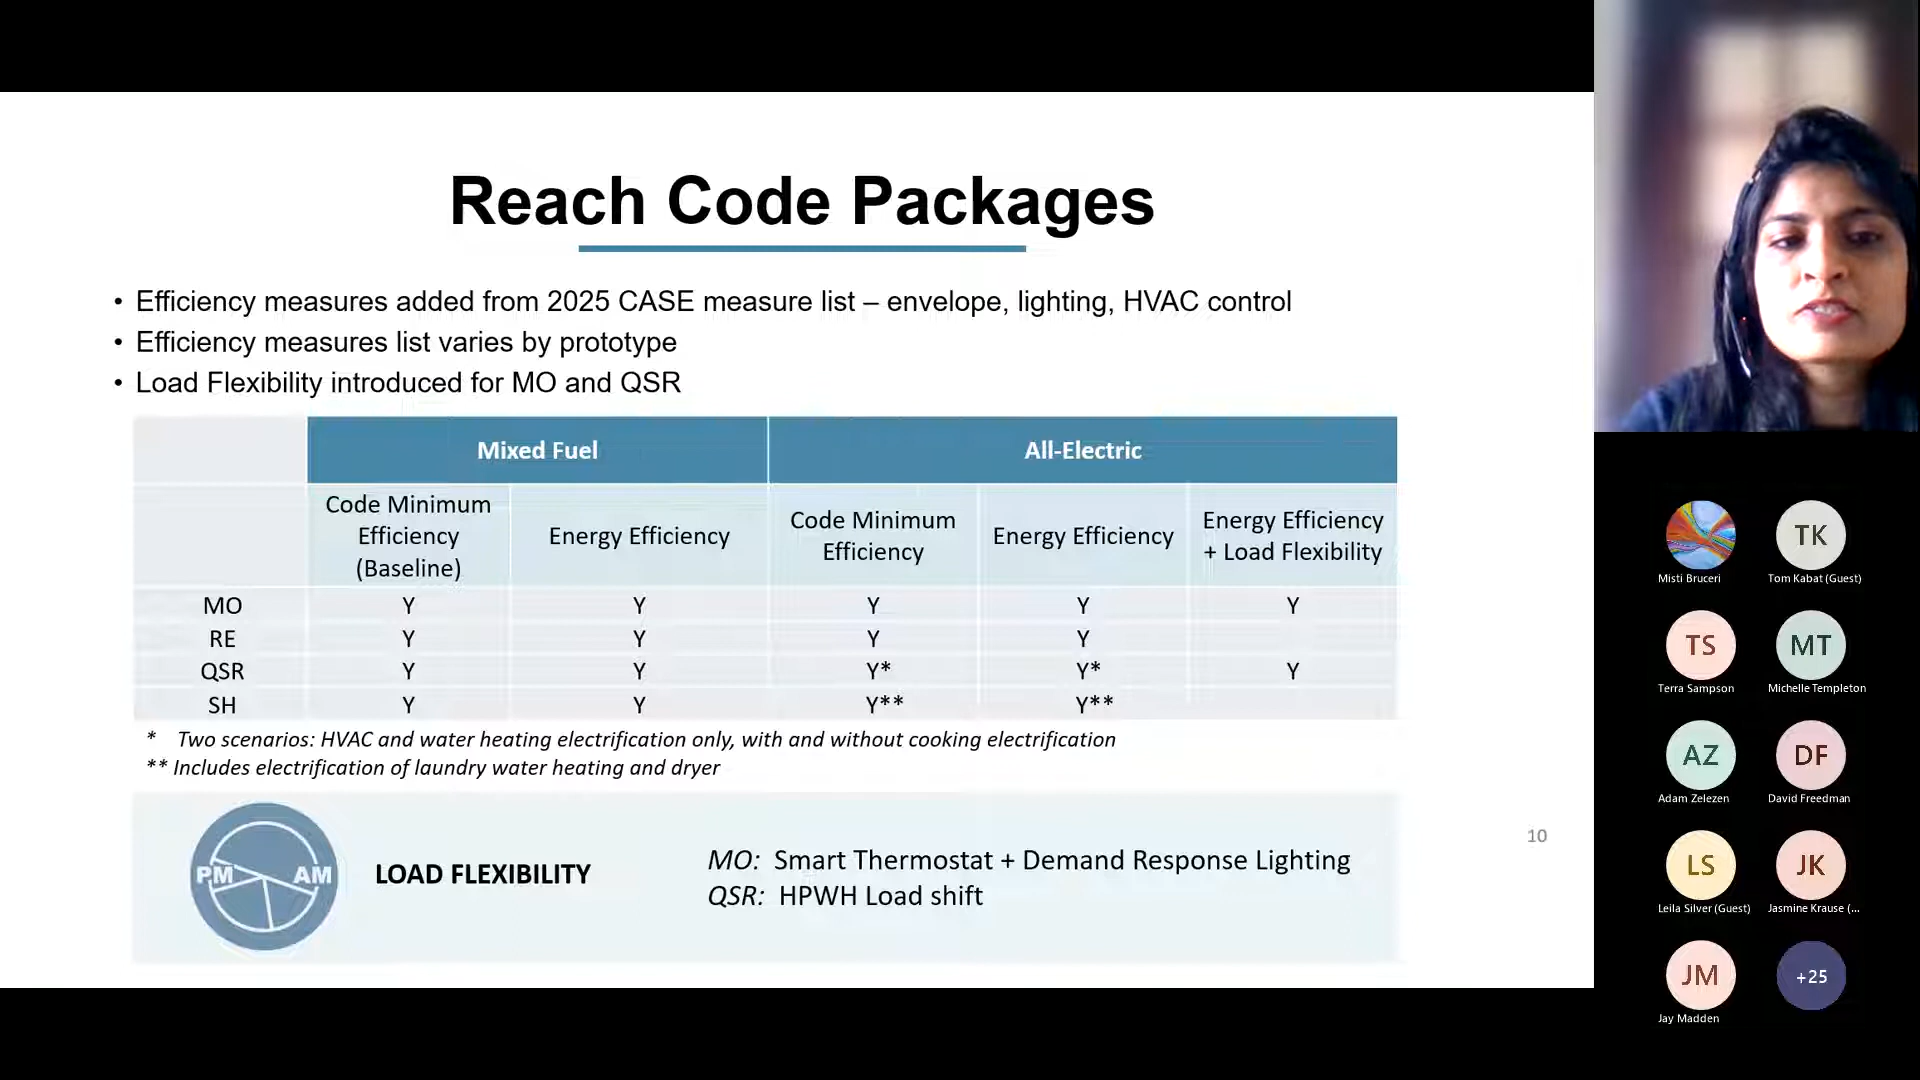 Reach Code Packages
• Efficiency measures added from 2025 CASE measure list – envelope, lighting, HVAC control
• Efficiency measures list varies by prototype
• Load Flexibility introduced for MO and QSR
Mixed Fuel All-Electric
Code Minimum
Efficiency
(Baseline)
Energy Efficiency
Code Minimum
Efficiency
Energy Efficiency
Energy Efficiency
+ Load Flexibility
MO Y Y Y Y Y
RE Y Y Y Y
QSR Y Y Y* Y* Y
SH Y Y Y** Y**
* Two scenarios: HVAC and water heating electrification only, with and without cooking electrification
** Includes electrification of laundry water heating and dryer
PM AM
LOAD FLEXIBILITY
MO: Smart Thermostat + Demand Response Lighting
QSR: HPWH Load shift
10
Misti Bruceri
TK
Tom Kabat (Guest)
TS
Terra Sampson
MT
Michelle Templeton
AZ
Adam Zelezen
DF
David Freedman
LS
Leila Silver (Guest)
JK
Jasmine Krause (...
JM
Jay Madden
+25